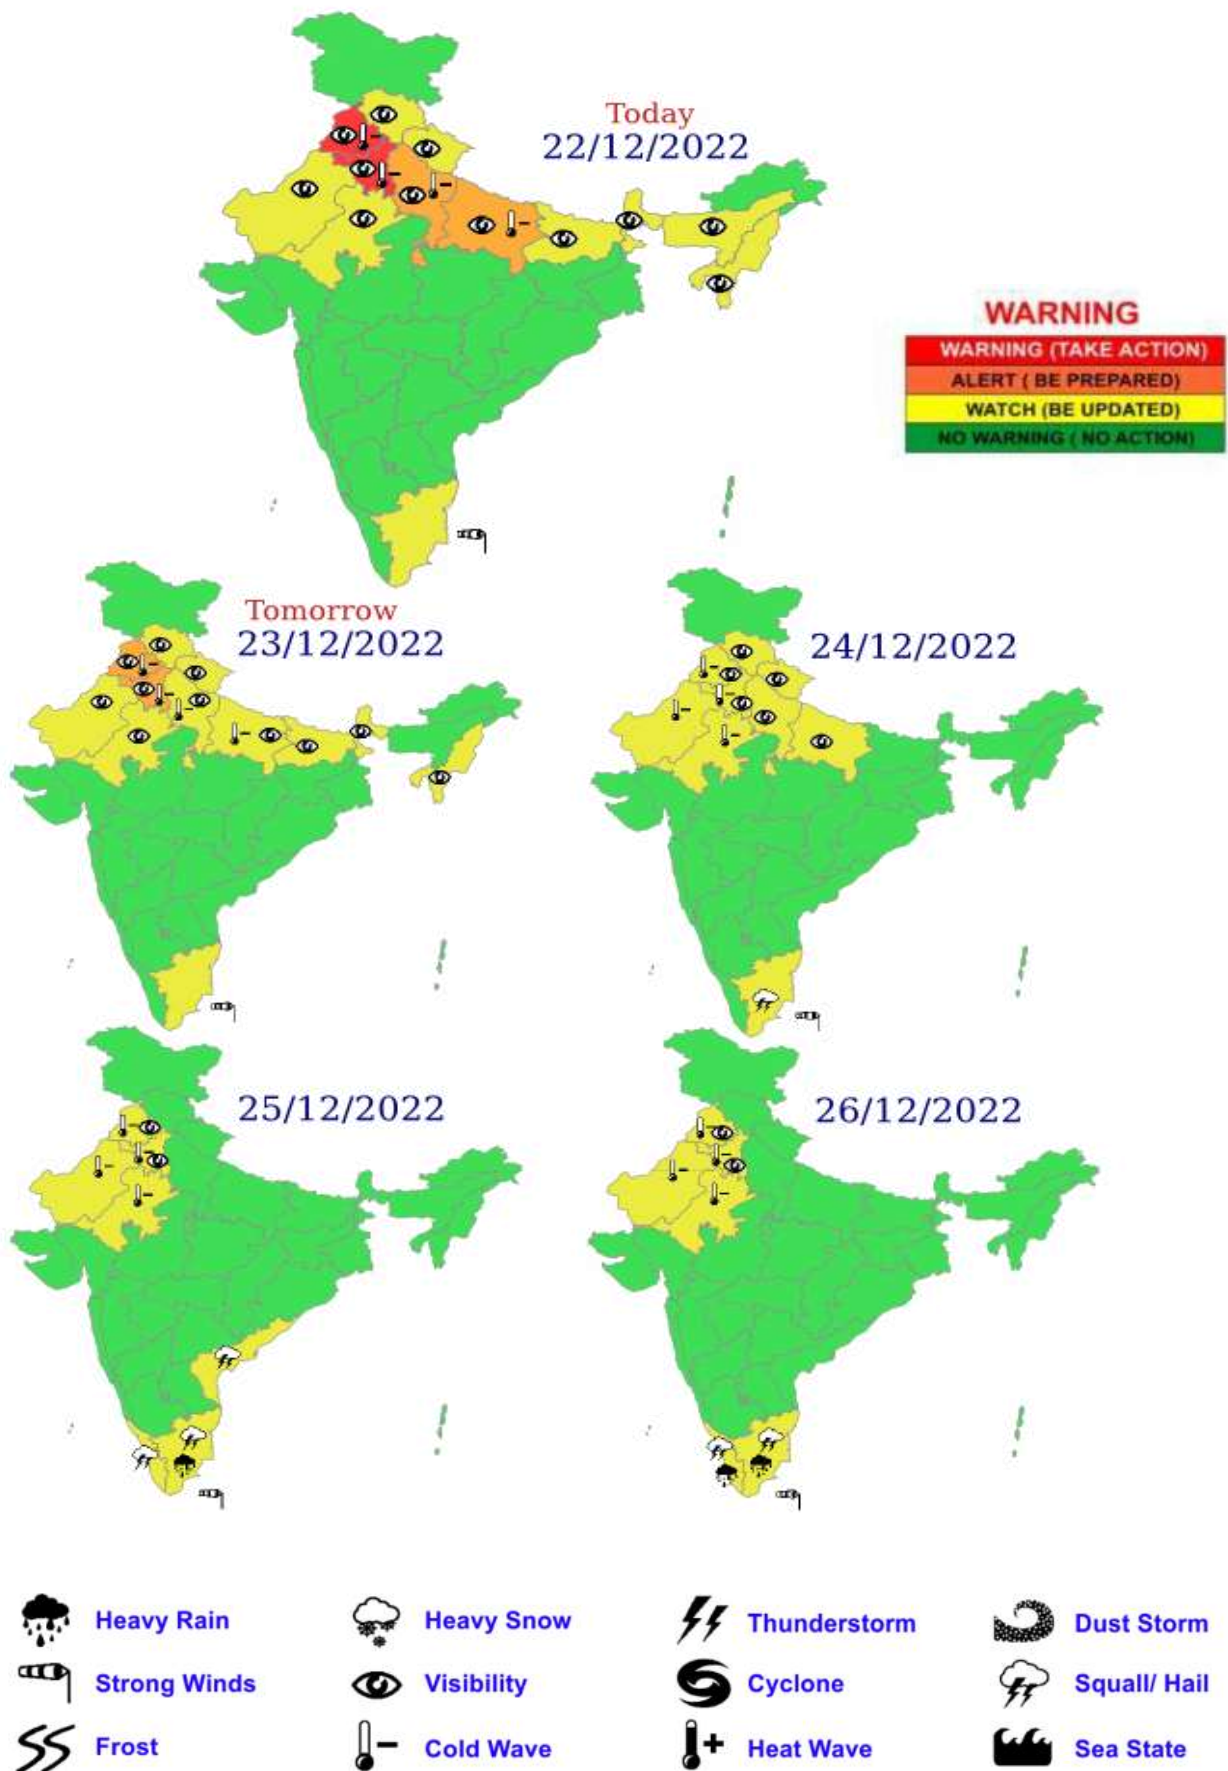 Today
22/12/2022
WARNING
WARNING (TAKE ACTION)
ALERT ( BE PREPARED)
WATCH (BE UPDATED)
NO WARNING ( NO ACTION)
Tomorrow
23/12/2022
24/12/2022
25/12/2022
26/12/2022
Heavy Rain
Heavy Snow
Thunderstorm
Dust Storm
Strong Winds
Visibility
Cyclone
Squall/ Hail
Frost
Cold Wave
Heat Wave
Sea State